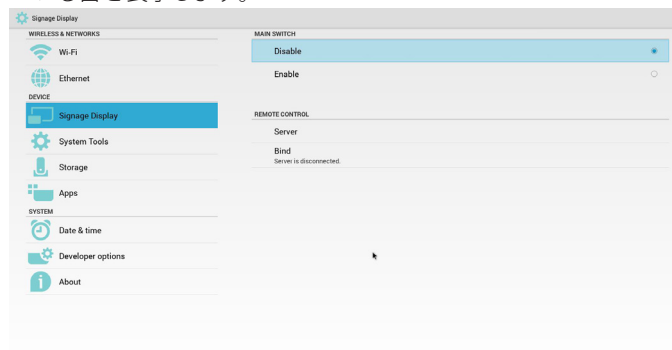 Signage Display
WIRELESS & NETWORKS
Wi-Fi
Ethernet
DEVICE
Signage Display
System Tools
Storage
Apps
SYSTEM
Date & time
Developer options
About
MAIN SWITCH
Disable
Enable
REMOTE CONTROL
Server
Bind
Server is disconnected.